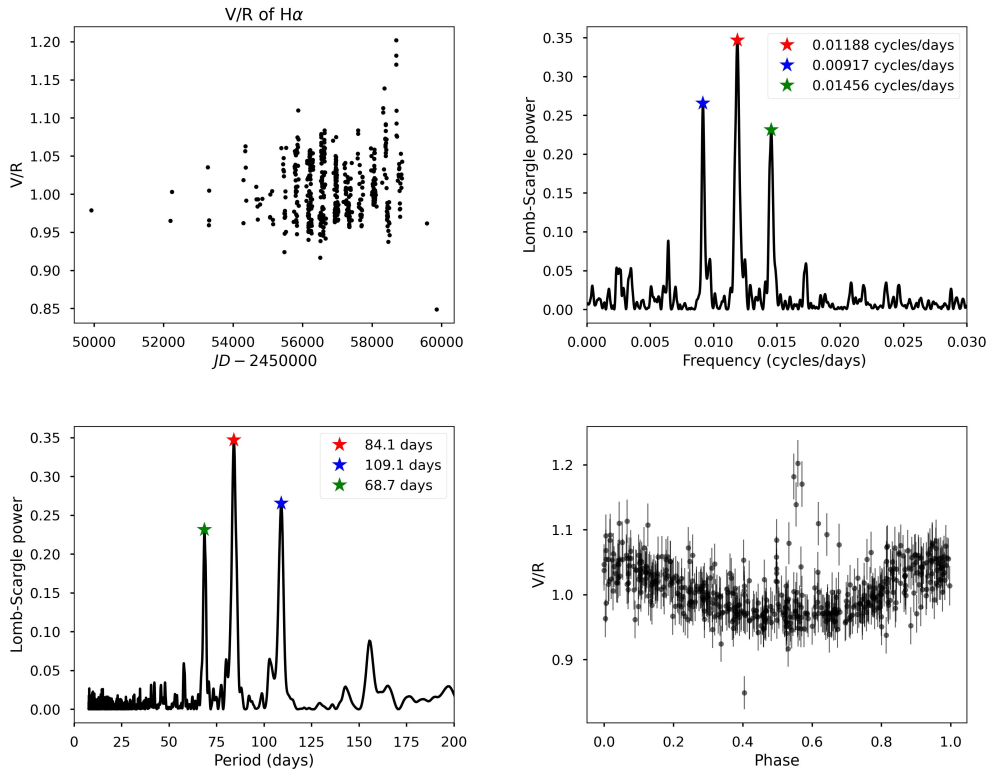 V/R of Hα
1.20
1.15
1.10
1.05
1.00
0.95
0.90
0.85
V/R
50000 52000 54000 56000 58000 60000
JD − 2450000
0.35
0.30
0.25
0.20
0.15
0.10
0.05
0.00
Lomb-Scargle power
0.01188 cycles/days
0.00917 cycles/days
0.01456 cycles/days
0.000 0.005 0.010 0.015 0.020 0.025 0.030
Frequency (cycles/days)
0.35
0.30
0.25
0.20
0.15
0.10
0.05
0.00
Lomb-Scargle power
84.1 days
109.1 days
68.7 days
0 25 50 75 100 125 150 175 200
Period (days)
1.2
1.1
1.0
0.9
V/R
0.0 0.2 0.4 0.6 0.8 1.0
Phase